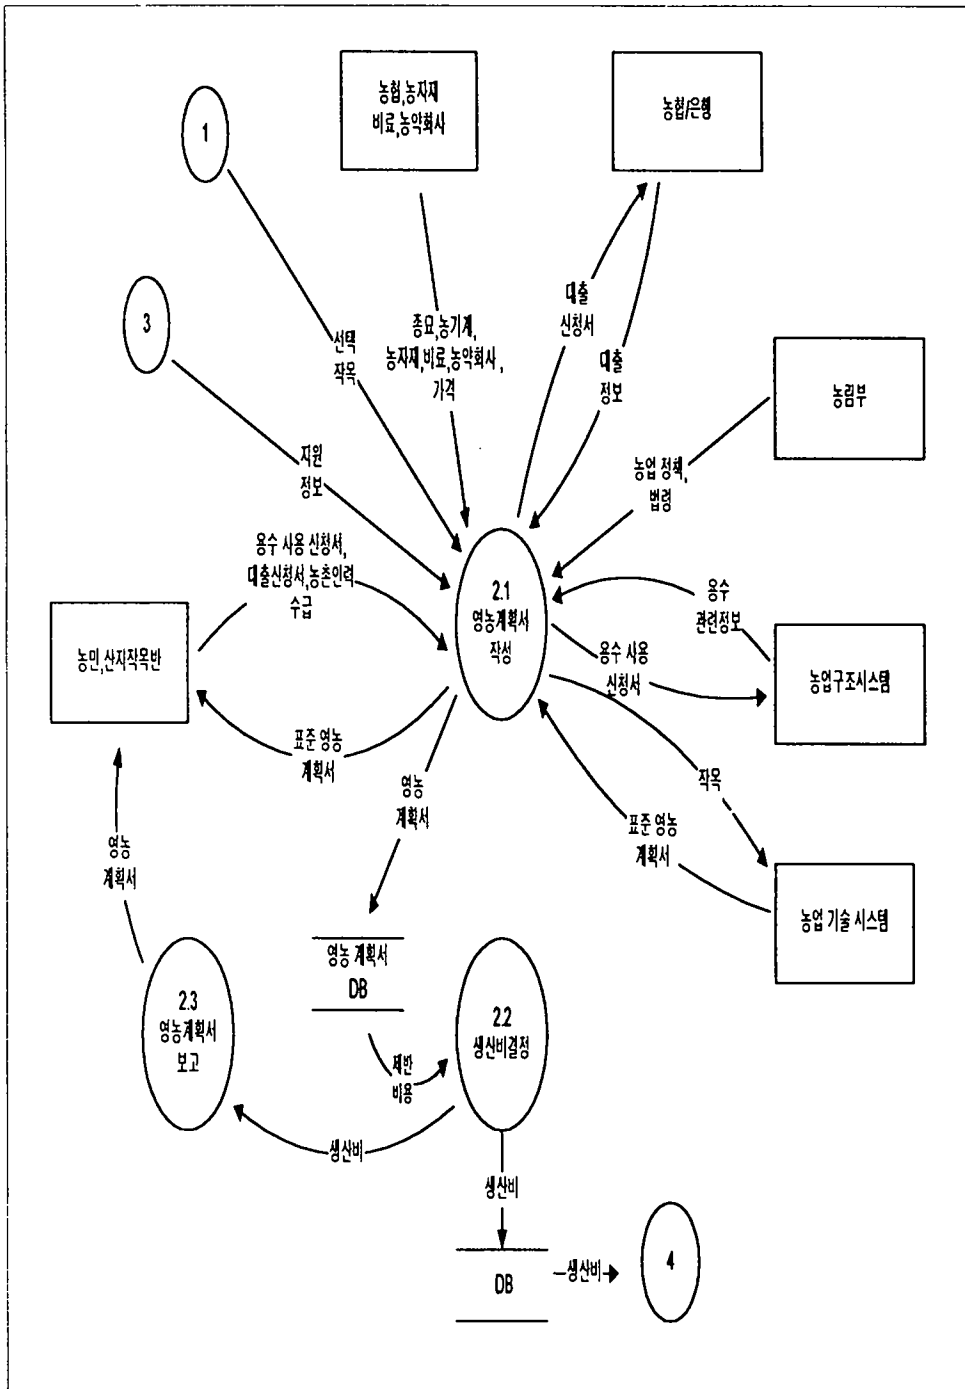 농협,농자재
비료,농약회사
농협/은행
1
3
선택
작목
종묘,농기계,
농자재,비료,농약회사,
가격
대출
신청서
대출
정보
농림부
지원
정보
농업 정책,
법령
용수 사용 신청서,
대출신청서,농촌인력
수급
2.1
영농계획서
작성
용수
관련정보
농민,산지작목반
용수 사용
신청서
농업구조시스템
표준 영농
계획서
영농
계획서
작목
표준 영농
계획서
영농
계획서
농업 기술 시스템
영농 계획서
DB
2.3
영농계획서
보고
2.2
생산비결정
제반
비용
생산비
생산비
DB
생산비
4